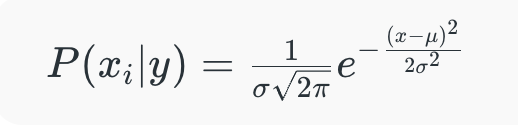 P(x_i|y) = \frac{1}{\sigma\sqrt{2\pi}} e^{-\frac{(x-\mu)^2}{2\sigma^2}}